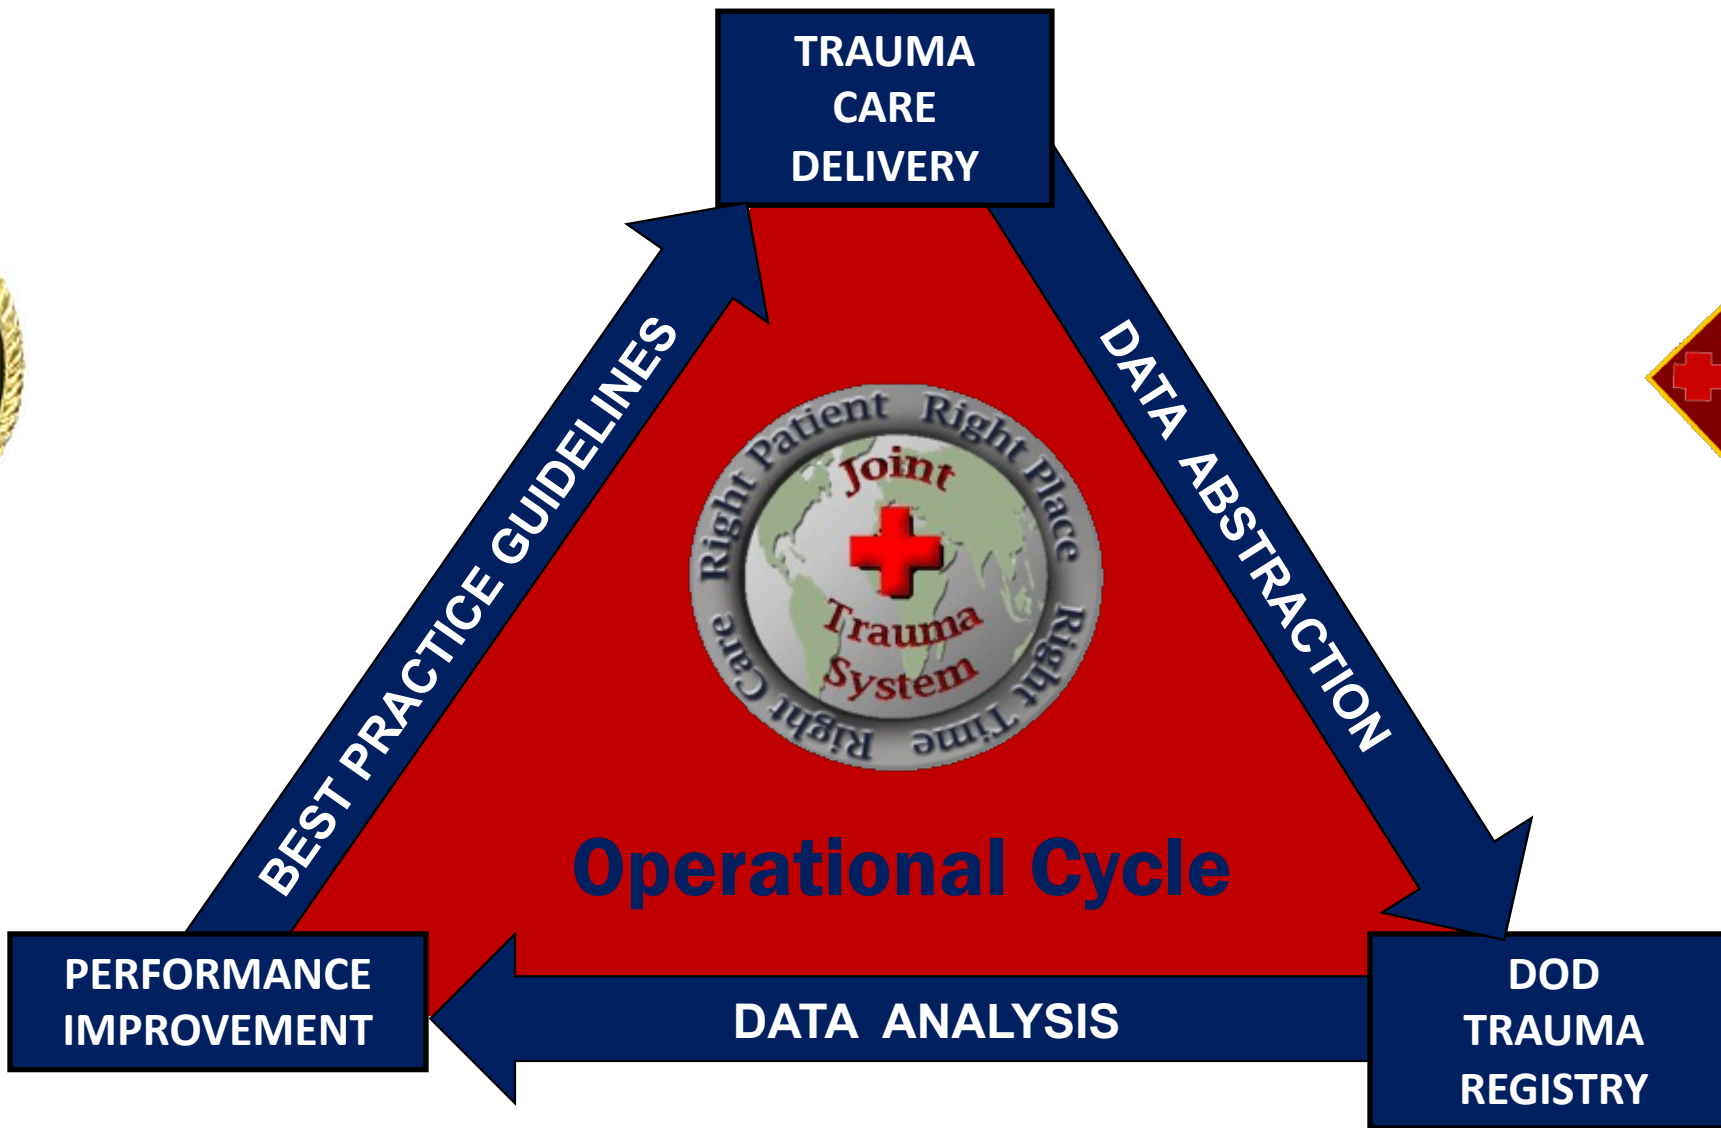 TRAUMA
CARE
DELIVERY
BEST PRACTICE GUIDELINES
DATA ABSTRACTION
Right Patient Right Place Right Time Right Care
Joint
Trauma
System
Operational Cycle
PERFORMANCE
IMPROVEMENT
DATA ANALYSIS
DOD
TRAUMA
REGISTRY